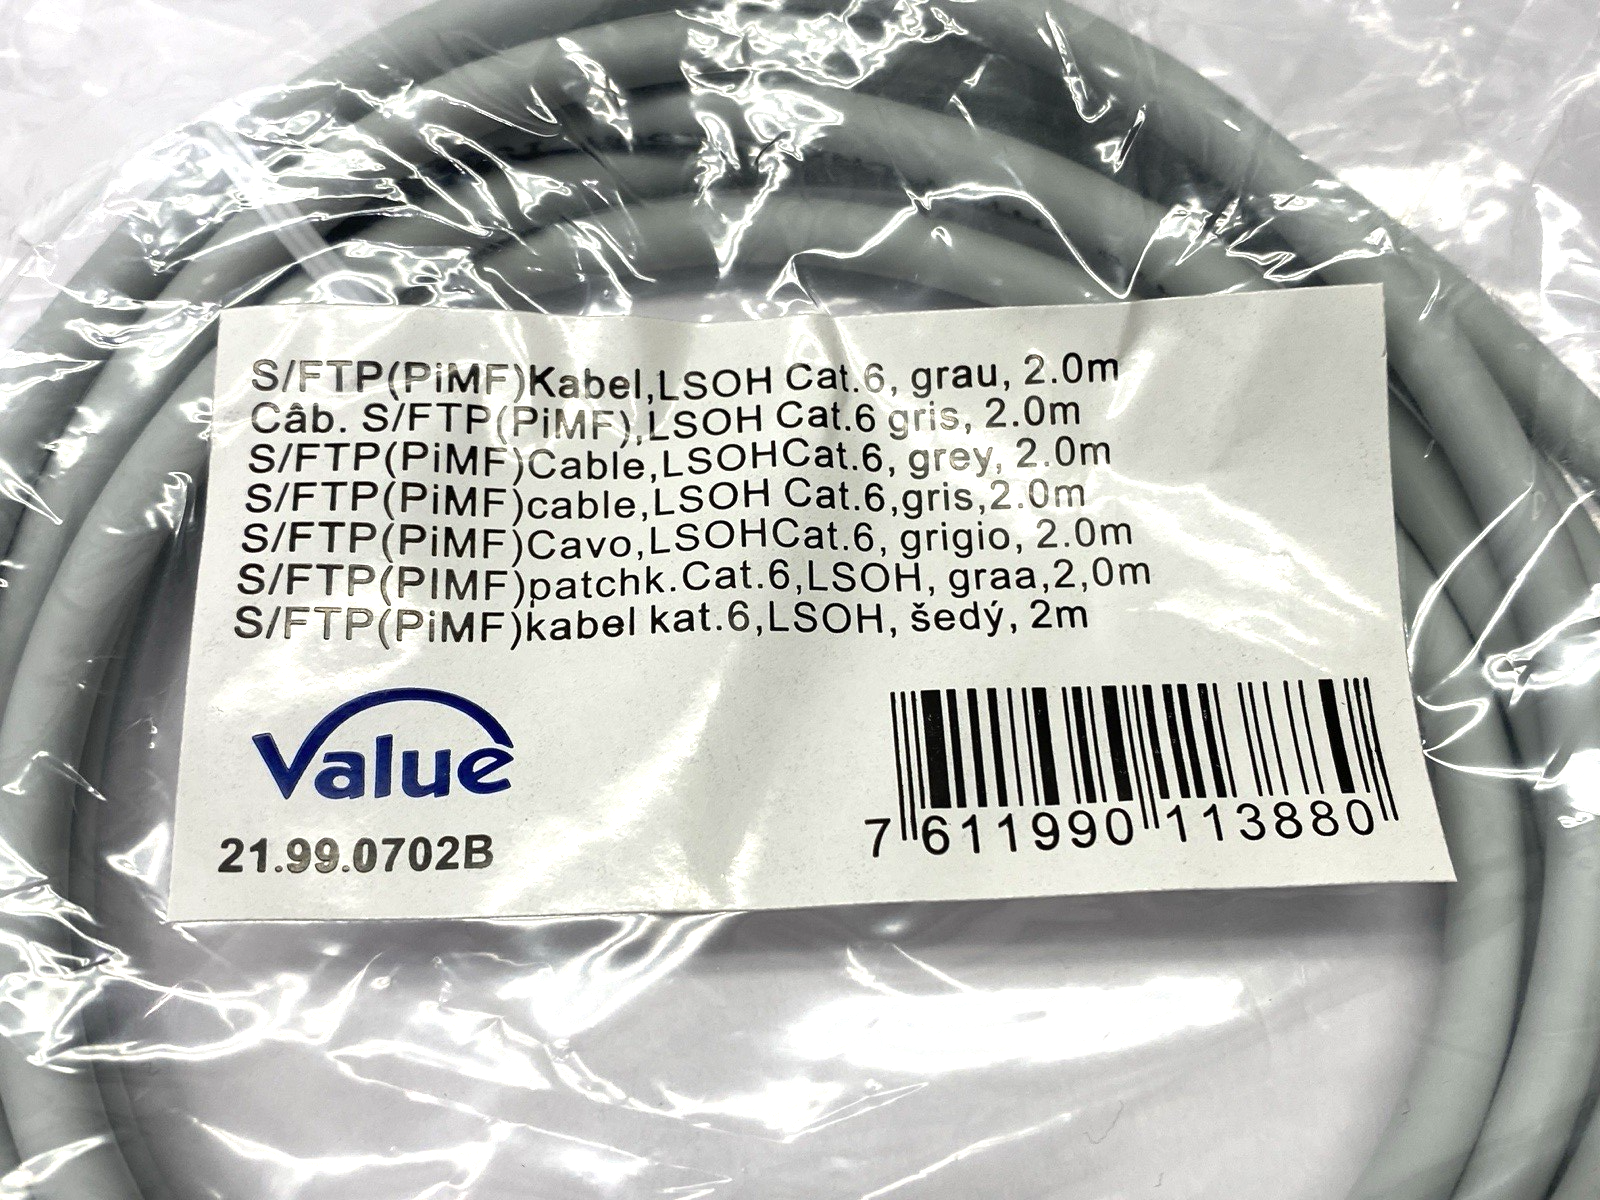 S/FTP(PiMF)Kabel,LSOH Cat.6, grau, 2.0m
Câb. S/FTP(PiMF),LSOH Cat.6 gris, 2.0m
S/FTP(PiMF)Cable,LSOHCat.6, grey, 2.0m
S/FTP(PiMF)cable,LSOH Cat.6,gris,2.0m
S/FTP(PiMF)Cavo,LSOHCat.6, grigio, 2.0m
S/FTP(PIMF)patchk.Cat.6,LSOH, graa,2,0m
S/FTP(PiMF)kabel kat.6,LSOH, šedý, 2m
Value
21.99.0702B
7 611990 113880